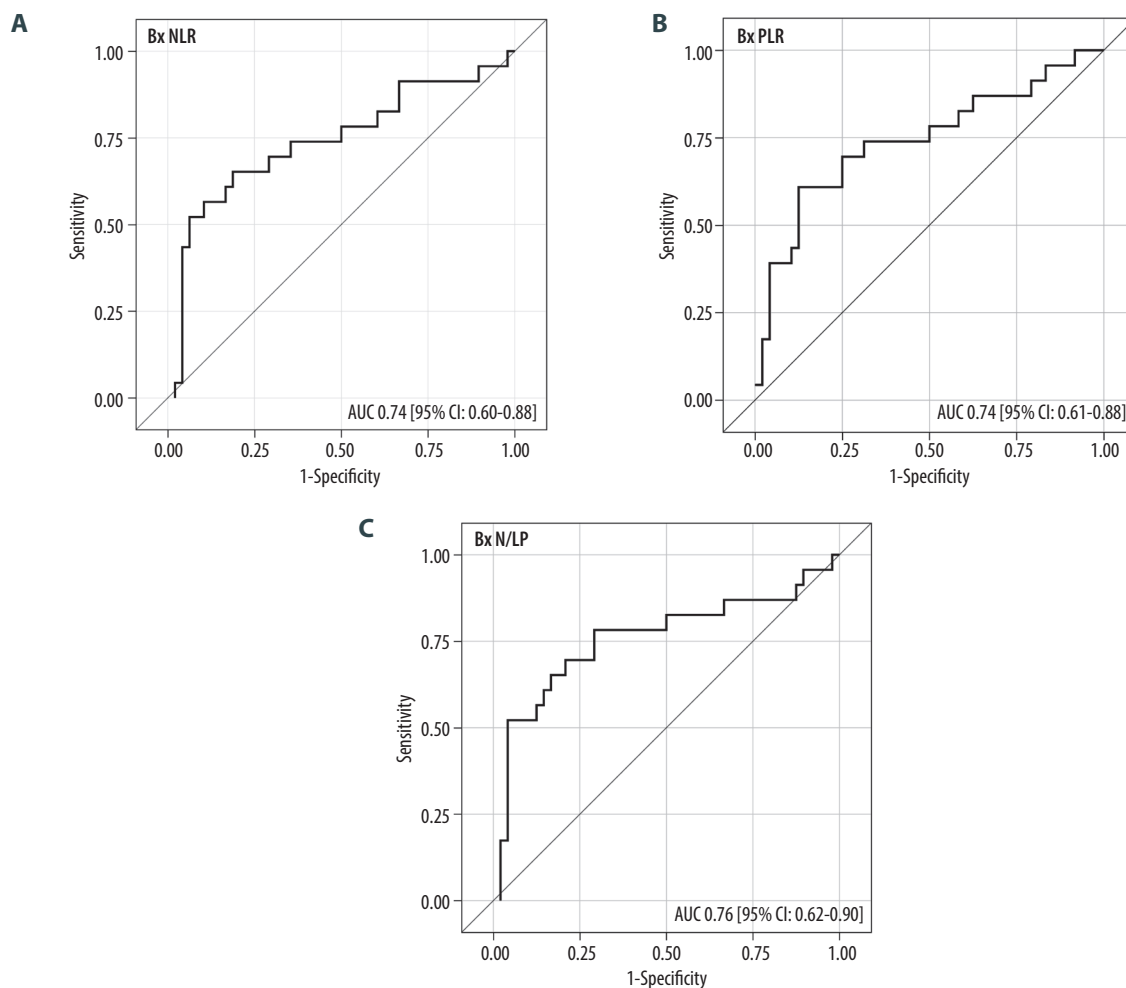 A
Bx NLR
1.00
0.75
0.50
0.25
0.00
Sensitivity
AUC 0.74 [95% CI: 0.60-0.88]
0.00 0.25 0.50 0.75 1.00
1-Specificity
B
Bx PLR
1.00
0.75
0.50
0.25
0.00
Sensitivity
AUC 0.74 [95% CI: 0.61-0.88]
0.00 0.25 0.50 0.75 1.00
1-Specificity
C
Bx N/LP
1.00
0.75
0.50
0.25
0.00
Sensitivity
AUC 0.76 [95% CI: 0.62-0.90]
0.00 0.25 0.50 0.75 1.00
1-Specificity